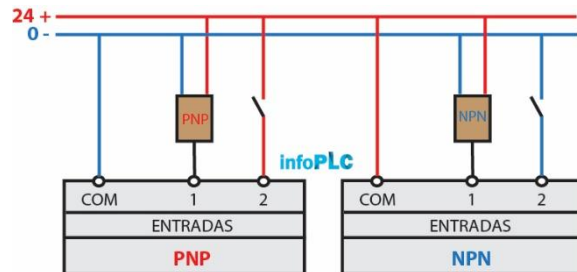 24 +
0 -
PNP
NPN
infoPLC
COM 1 2
COM 1 2
ENTRADAS
ENTRADAS
PNP
NPN